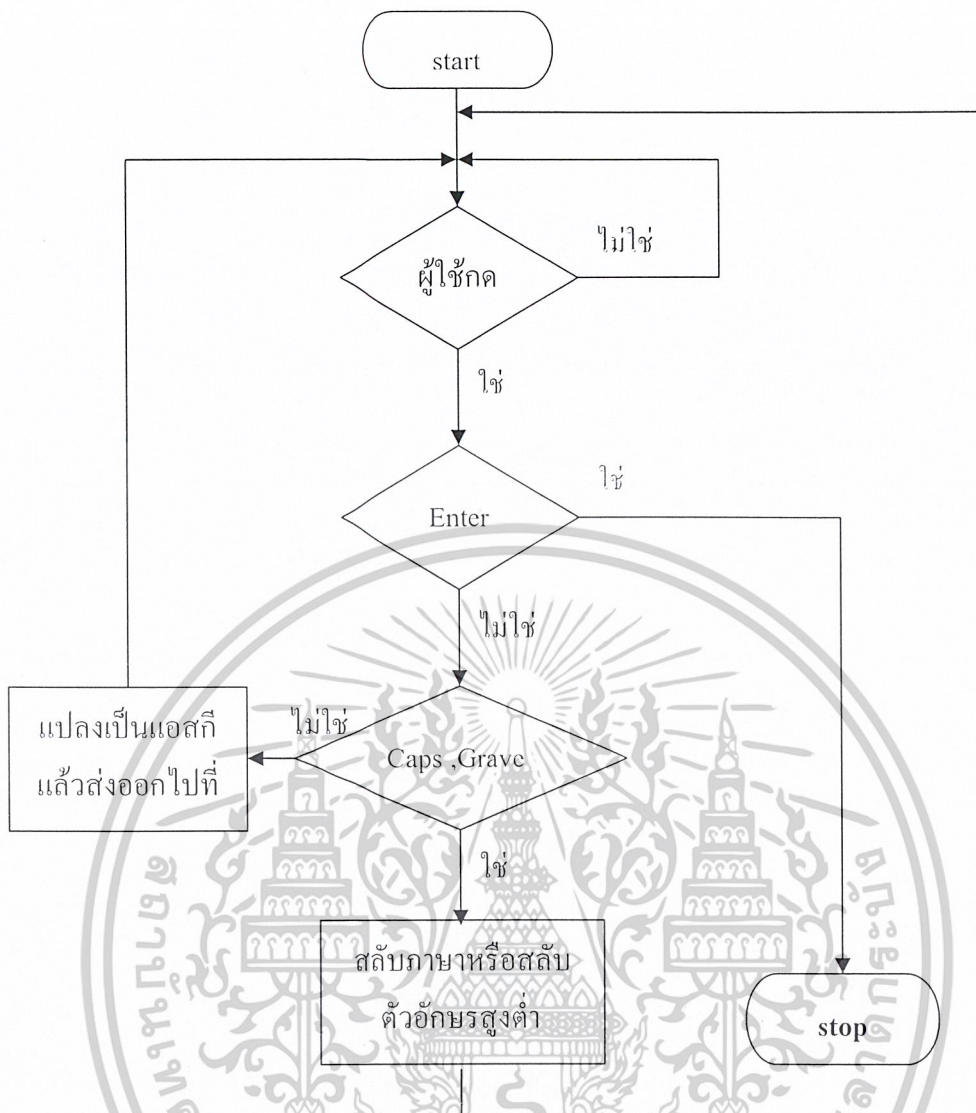 start
ผู้ใช้กด
ไม่ใช่
ใช่
Enter
ใช่
ไม่ใช่
Caps ,Grave
ไม่ใช่
แปลงเป็นแอสกี
แล้วส่งออกไปที่
ใช่
สลับภาษาหรือสลับ
ตัวอักษรสูงต่ำ
stop